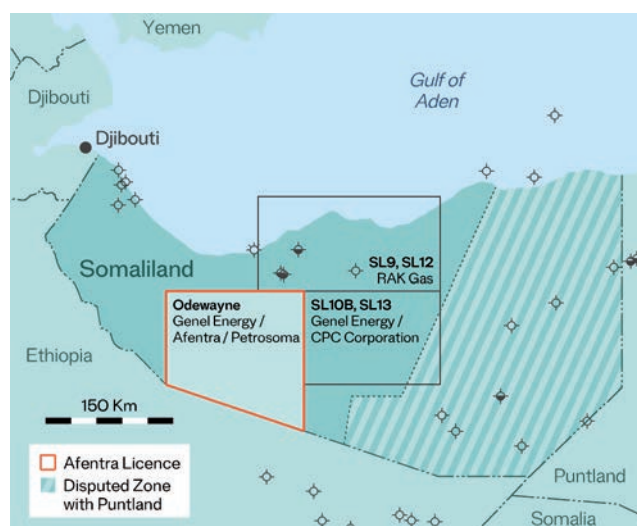 Yemen
Gulf of
Aden
Djibouti
Djibouti
Somaliland
SL9, SL12
RAK Gas
Odewayne
Genel Energy /
Afentra / Petrosoma
SL10B, SL13
Genel Energy /
CPC Corporation
Ethiopia
150 Km
Afentra Licence
Disputed Zone
with Puntland
Puntland
Somalia